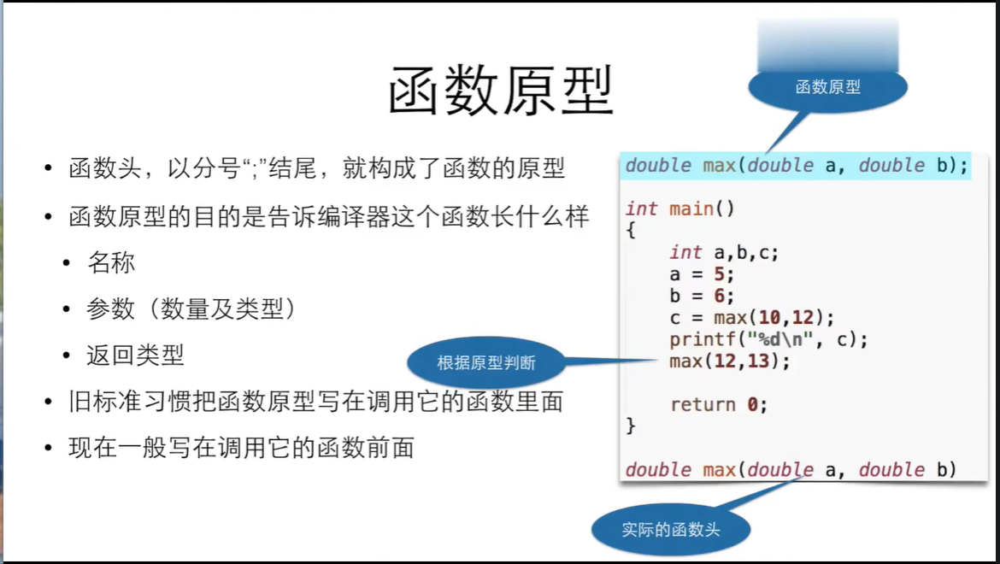 函数原型
函数原型
• 函数头，以分号“;”结尾，就构成了函数的原型
• 函数原型的目的是告诉编译器这个函数长什么样
• 名称
• 参数（数量及类型）
• 返回类型
• 旧标准习惯把函数原型写在调用它的函数里面
• 现在一般写在调用它的函数前面
double max(double a, double b);
int main()
{
int a,b,c;
a = 5;
b = 6;
c = max(10,12);
printf("%d\n", c);
max(12,13);
return 0;
}
double max(double a, double b)
根据原型判断
实际的函数头